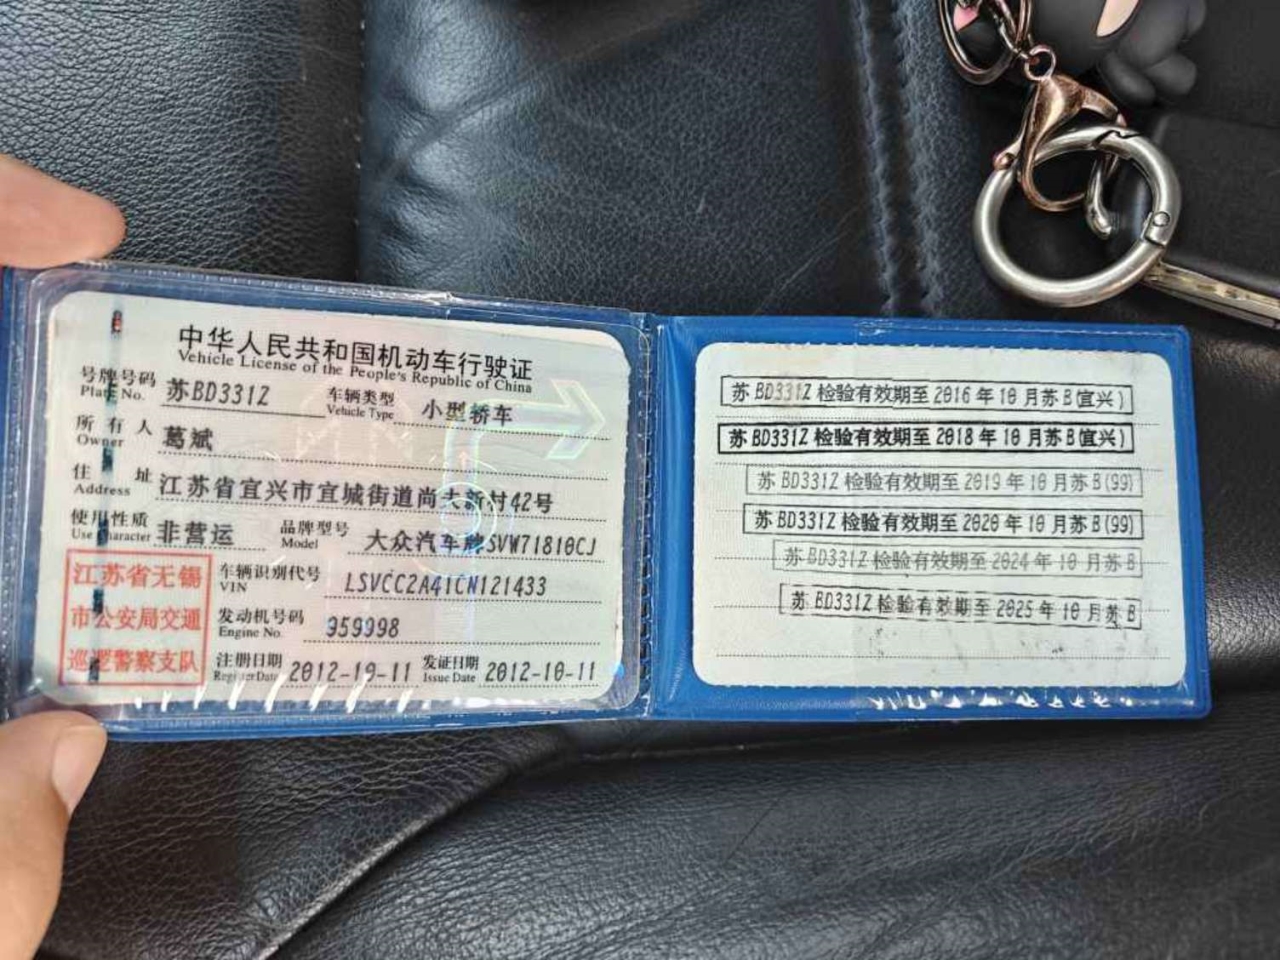 中华人民共和国机动车行驶证
Vehicle License of the People's Republic of China
号牌号码 苏BD331Z 车辆类型 小型轿车
Plate No. Vehicle Type
所有人 葛斌
Owner
住址 江苏省宜兴市宜城街道尚大新村42号
Address
使用性质 非营运 品牌型号 大众汽车牌SVW71810CJ
Use Character Model
江苏省无锡
市公安局交通
巡逻警察支队
车辆识别代号 LSVCC2A41CN121433
VIN
发动机号码 959998
Engine No.
注册日期 2012-10-11 发证日期 2012-10-11
Register Date Issue Date
苏BD331Z检验有效期至2016年10月苏B(宜兴)
苏BD331Z检验有效期至2018年10月苏B(宜兴)
苏BD331Z检验有效期至2019年10月苏B(99)
苏BD331Z检验有效期至2020年10月苏B(99)
苏BD331Z检验有效期至2024年10月苏B
苏BD331Z检验有效期至2025年10月苏B